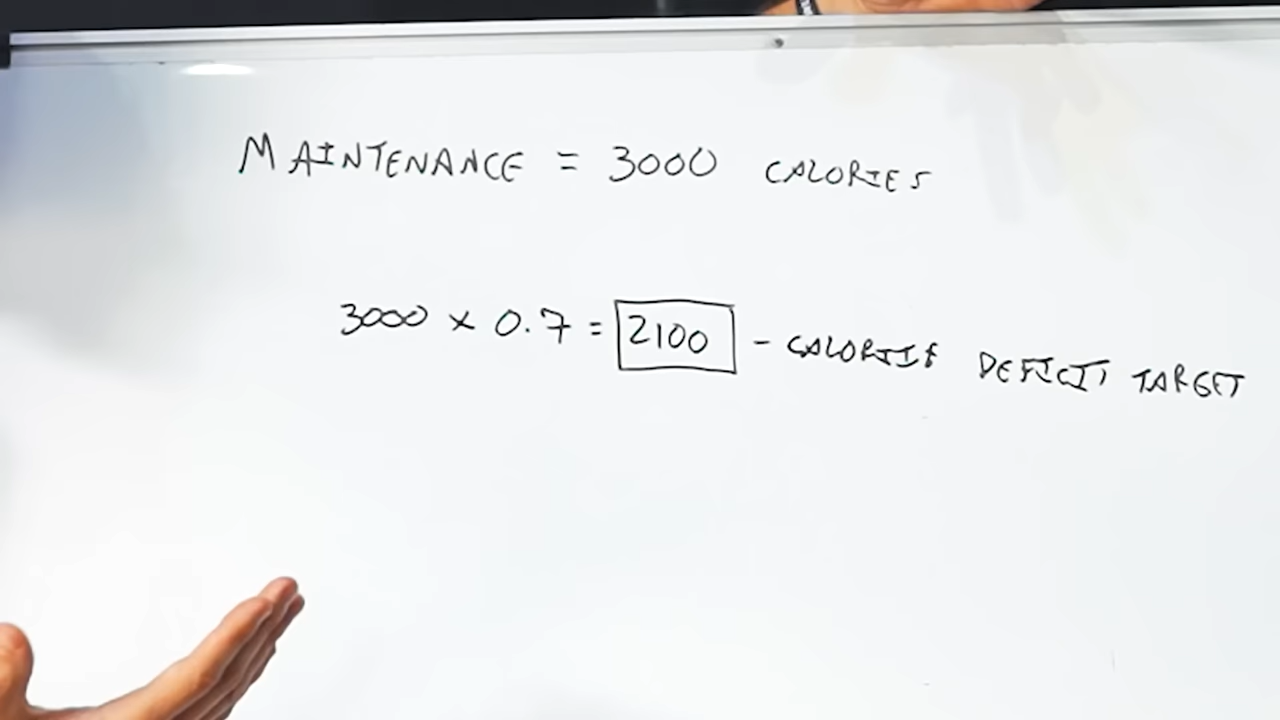 MAINTENANCE = 3000 CALORIES
3000 x 0.7 = 2100 - CALORIE DEFICIT TARGET